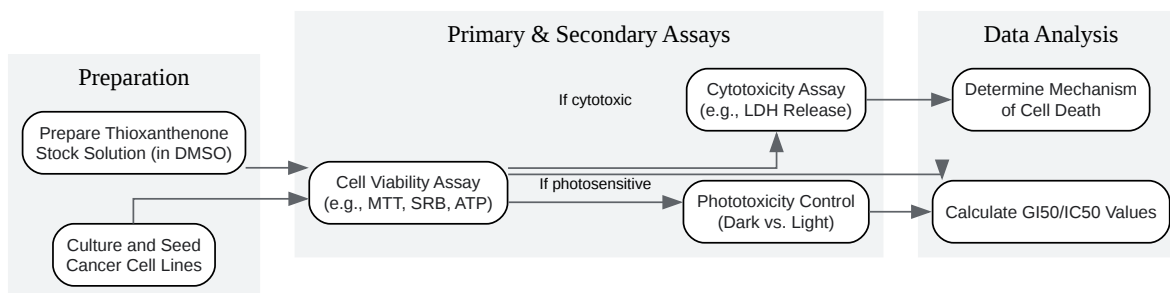 Preparation
Prepare Thioxanthenone
Stock Solution (in DMSO)
Culture and Seed
Cancer Cell Lines
Primary & Secondary Assays
Cell Viability Assay
(e.g., MTT, SRB, ATP)
If cytotoxic
If photosensitive
Cytotoxicity Assay
(e.g., LDH Release)
Phototoxicity Control
(Dark vs. Light)
Data Analysis
Determine Mechanism
of Cell Death
Calculate GI50/IC50 Values